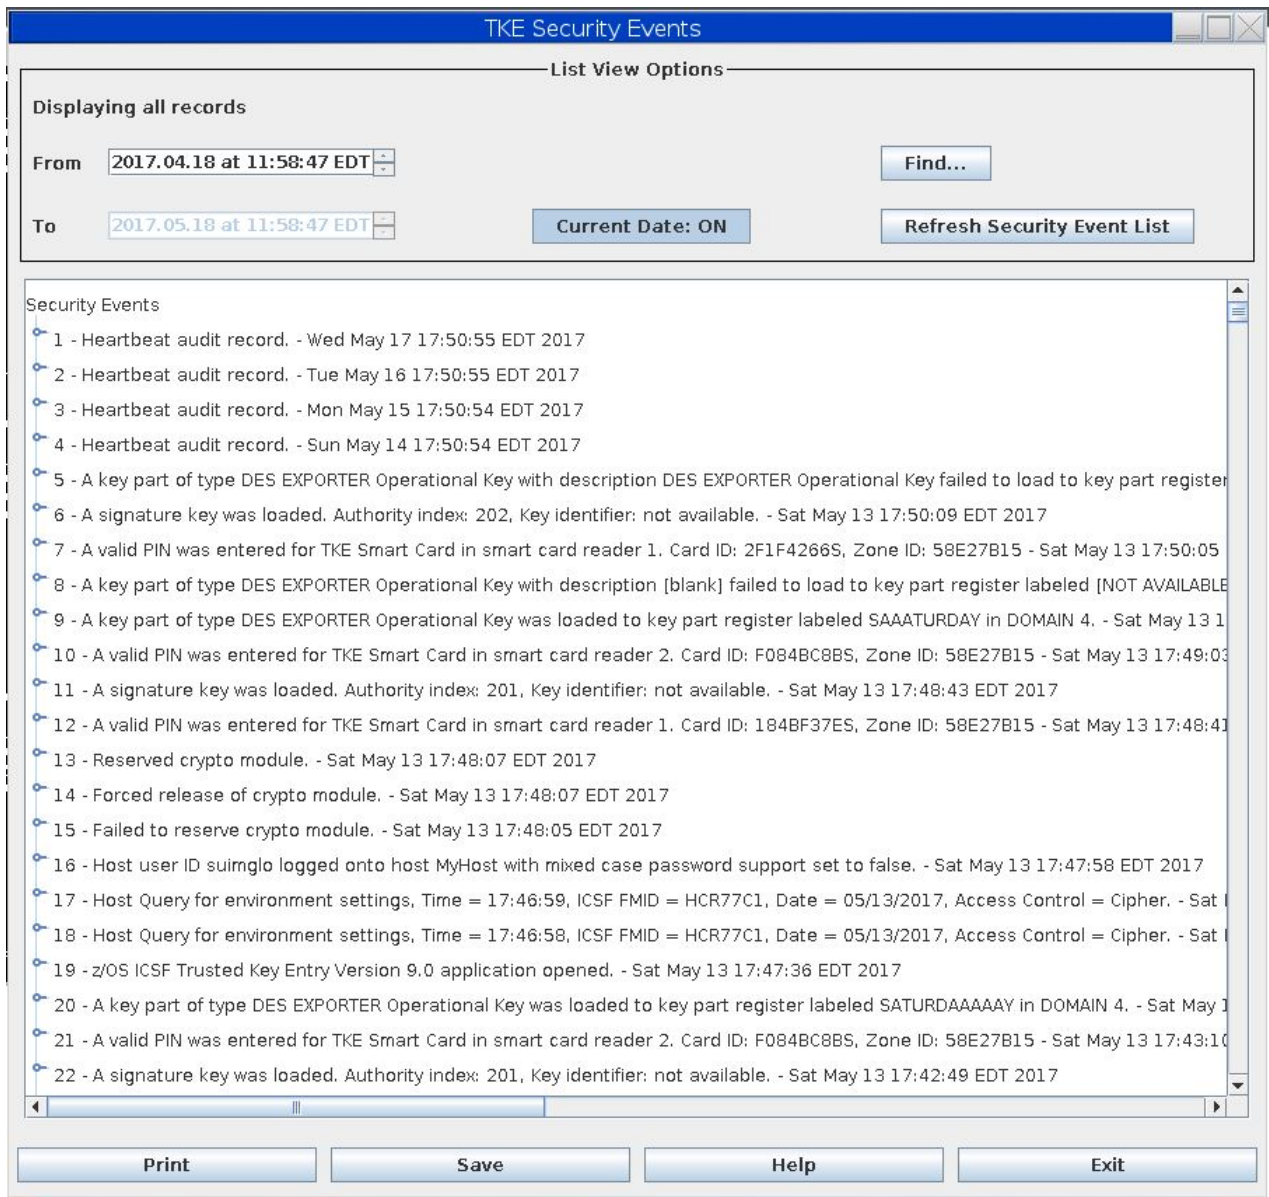 TKE Security Events
List View Options
Displaying all records
From 2017.04.18 at 11:58:47 EDT Find...
To 2017.05.18 at 11:58:47 EDT Current Date: ON Refresh Security Event List
Security Events
1 - Heartbeat audit record. - Wed May 17 17:50:55 EDT 2017
2 - Heartbeat audit record. - Tue May 16 17:50:55 EDT 2017
3 - Heartbeat audit record. - Mon May 15 17:50:54 EDT 2017
4 - Heartbeat audit record. - Sun May 14 17:50:54 EDT 2017
5 - A key part of type DES EXPORTER Operational Key with description DES EXPORTER Operational Key failed to load to key part register
6 - A signature key was loaded. Authority index: 202, Key identifier: not available. - Sat May 13 17:50:09 EDT 2017
7 - A valid PIN was entered for TKE Smart Card in smart card reader 1. Card ID: 2F1F4266S, Zone ID: 58E27B15 - Sat May 13 17:50:05
8 - A key part of type DES EXPORTER Operational Key with description [blank] failed to load to key part register labeled [NOT AVAILABLE
9 - A key part of type DES EXPORTER Operational Key was loaded to key part register labeled SAAATURDAY in DOMAIN 4. - Sat May 13 1
10 - A valid PIN was entered for TKE Smart Card in smart card reader 2. Card ID: F084BC8BS, Zone ID: 58E27B15 - Sat May 13 17:49:03
11 - A signature key was loaded. Authority index: 201, Key identifier: not available. - Sat May 13 17:48:43 EDT 2017
12 - A valid PIN was entered for TKE Smart Card in smart card reader 1. Card ID: 184BF37ES, Zone ID: 58E27B15 - Sat May 13 17:48:41
13 - Reserved crypto module. - Sat May 13 17:48:07 EDT 2017
14 - Forced release of crypto module. - Sat May 13 17:48:07 EDT 2017
15 - Failed to reserve crypto module. - Sat May 13 17:48:05 EDT 2017
16 - Host user ID suimglo logged onto host MyHost with mixed case password support set to false. - Sat May 13 17:47:58 EDT 2017
17 - Host Query for environment settings, Time = 17:46:59, ICSF FMID = HCR77C1, Date = 05/13/2017, Access Control = Cipher. - Sat
18 - Host Query for environment settings, Time = 17:46:58, ICSF FMID = HCR77C1, Date = 05/13/2017, Access Control = Cipher. - Sat
19 - z/OS ICSF Trusted Key Entry Version 9.0 application opened. - Sat May 13 17:47:36 EDT 2017
20 - A key part of type DES EXPORTER Operational Key was loaded to key part register labeled SATURDAAAAAY in DOMAIN 4. - Sat May 1
21 - A valid PIN was entered for TKE Smart Card in smart card reader 2. Card ID: F084BC8BS, Zone ID: 58E27B15 - Sat May 13 17:43:10
22 - A signature key was loaded. Authority index: 201, Key identifier: not available. - Sat May 13 17:42:49 EDT 2017
Print Save Help Exit